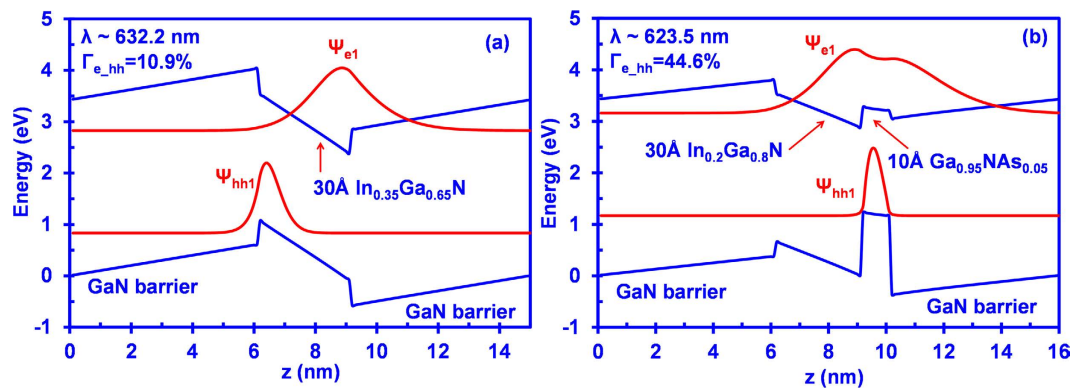 5
4
3
2
1
0
-1
Energy (eV)
λ ~ 632.2 nm
Γe_hh=10.9%
(a)
Ψe1
30Å In0.35Ga0.65N
Ψhh1
GaN barrier
GaN barrier
0 2 4 6 8 10 12 14
z (nm)
5
4
3
2
1
0
-1
Energy (eV)
λ ~ 623.5 nm
Γe_hh=44.6%
(b)
Ψe1
30Å In0.2Ga0.8N
10Å Ga0.95NAs0.05
Ψhh1
GaN barrier
GaN barrier
0 2 4 6 8 10 12 14 16
z (nm)